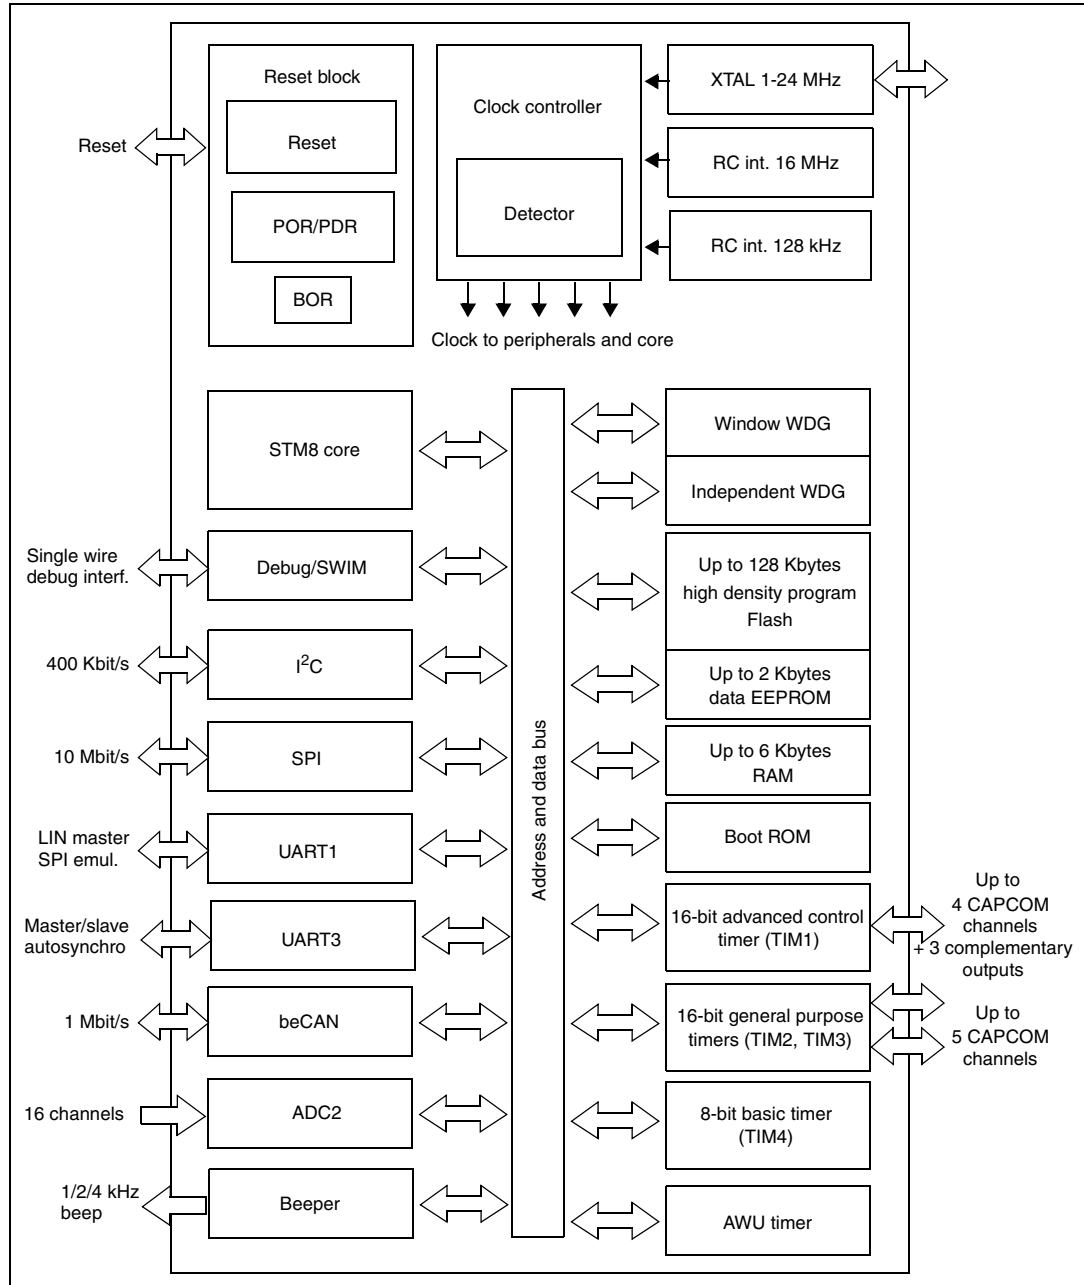 Reset block
Reset
Reset
POR/PDR
BOR
Clock controller
Detector
XTAL 1-24 MHz
RC int. 16 MHz
RC int. 128 kHz
Clock to peripherals and core
STM8 core
Single wire
debug interf.
Debug/SWIM
400 Kbit/s
I²C
10 Mbit/s
SPI
LIN master
SPI emul.
UART1
Master/slave
autosynchro
UART3
1 Mbit/s
beCAN
16 channels
ADC2
1/2/4 kHz
beep
Beeper
Address and data bus
Window WDG
Independent WDG
Up to 128 Kbytes
high density program
Flash
Up to 2 Kbytes
data EEPROM
Up to 6 Kbytes
RAM
Boot ROM
16-bit advanced control
timer (TIM1)
Up to
4 CAPCOM
channels
+ 3 complementary
outputs
16-bit general purpose
timers (TIM2, TIM3)
Up to
5 CAPCOM
channels
8-bit basic timer
(TIM4)
AWU timer